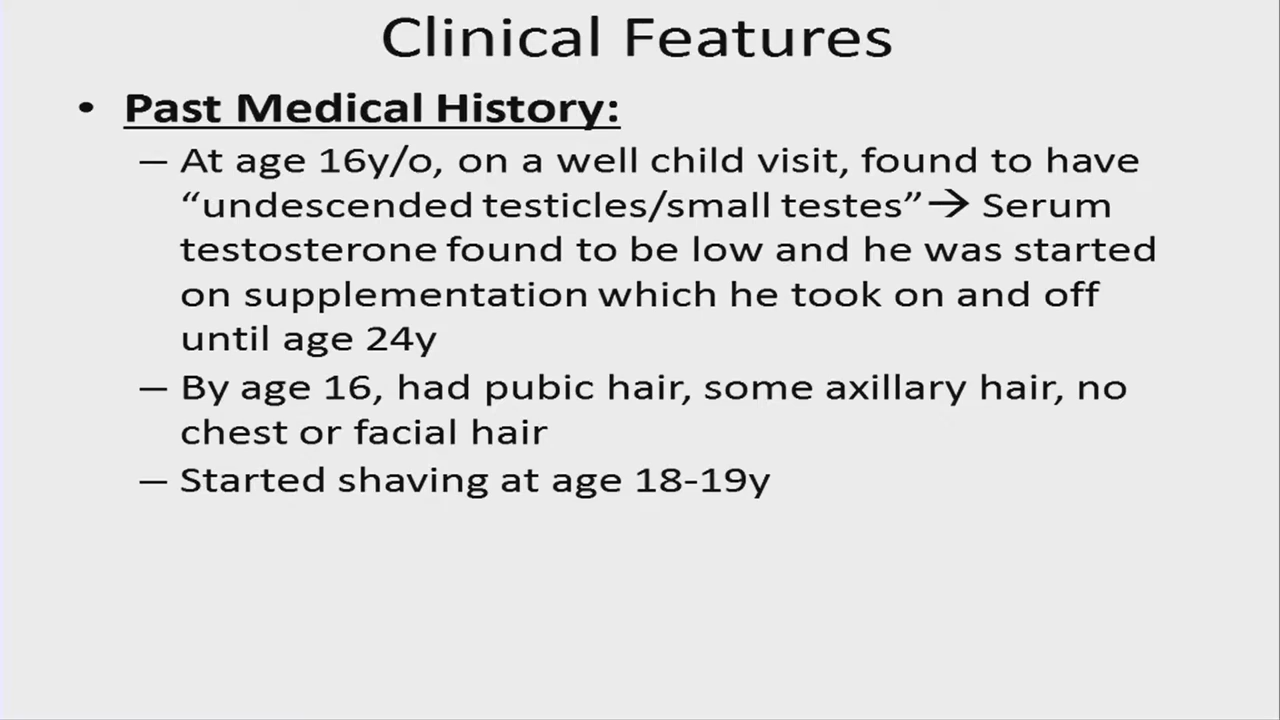 Clinical Features
• Past Medical History:
– At age 16y/o, on a well child visit, found to have
“undescended testicles/small testes”→ Serum
testosterone found to be low and he was started
on supplementation which he took on and off
until age 24y
– By age 16, had pubic hair, some axillary hair, no
chest or facial hair
– Started shaving at age 18-19y